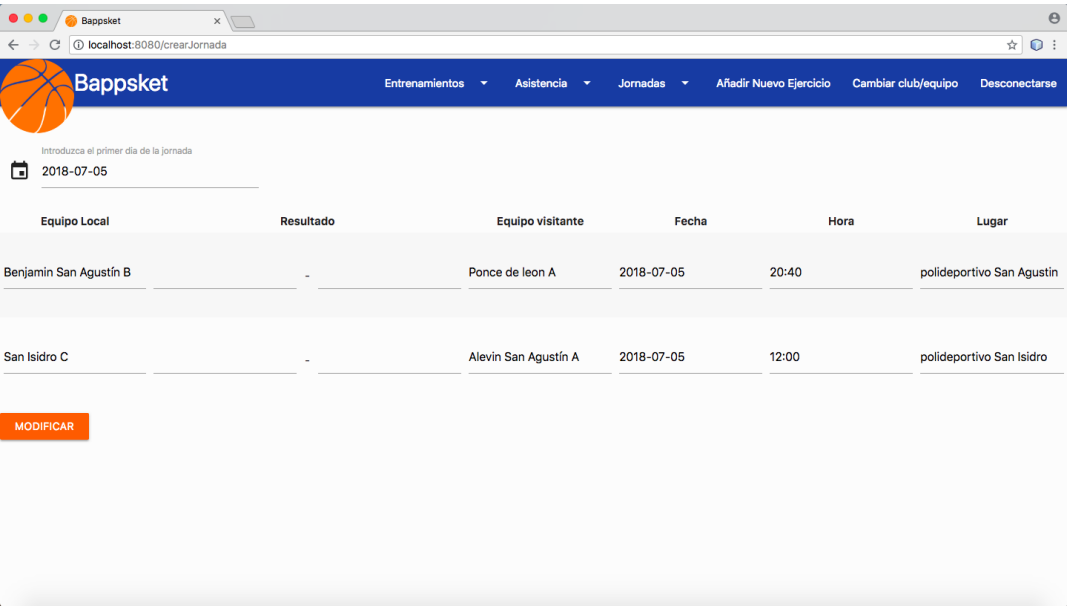 Bappsket
localhost:8080/crearJornada
Bappsket Entrenamientos Asistencia Jornadas Añadir Nuevo Ejercicio Cambiar club/equipo Desconectarse
Introduzca el primer dia de la jornada
2018-07-05
Equipo Local Resultado Equipo visitante Fecha Hora Lugar
Benjamin San Agustín B - Ponce de leon A 2018-07-05 20:40 polideportivo San Agustin
San Isidro C - Alevin San Agustín A 2018-07-05 12:00 polideportivo San Isidro
MODIFICAR